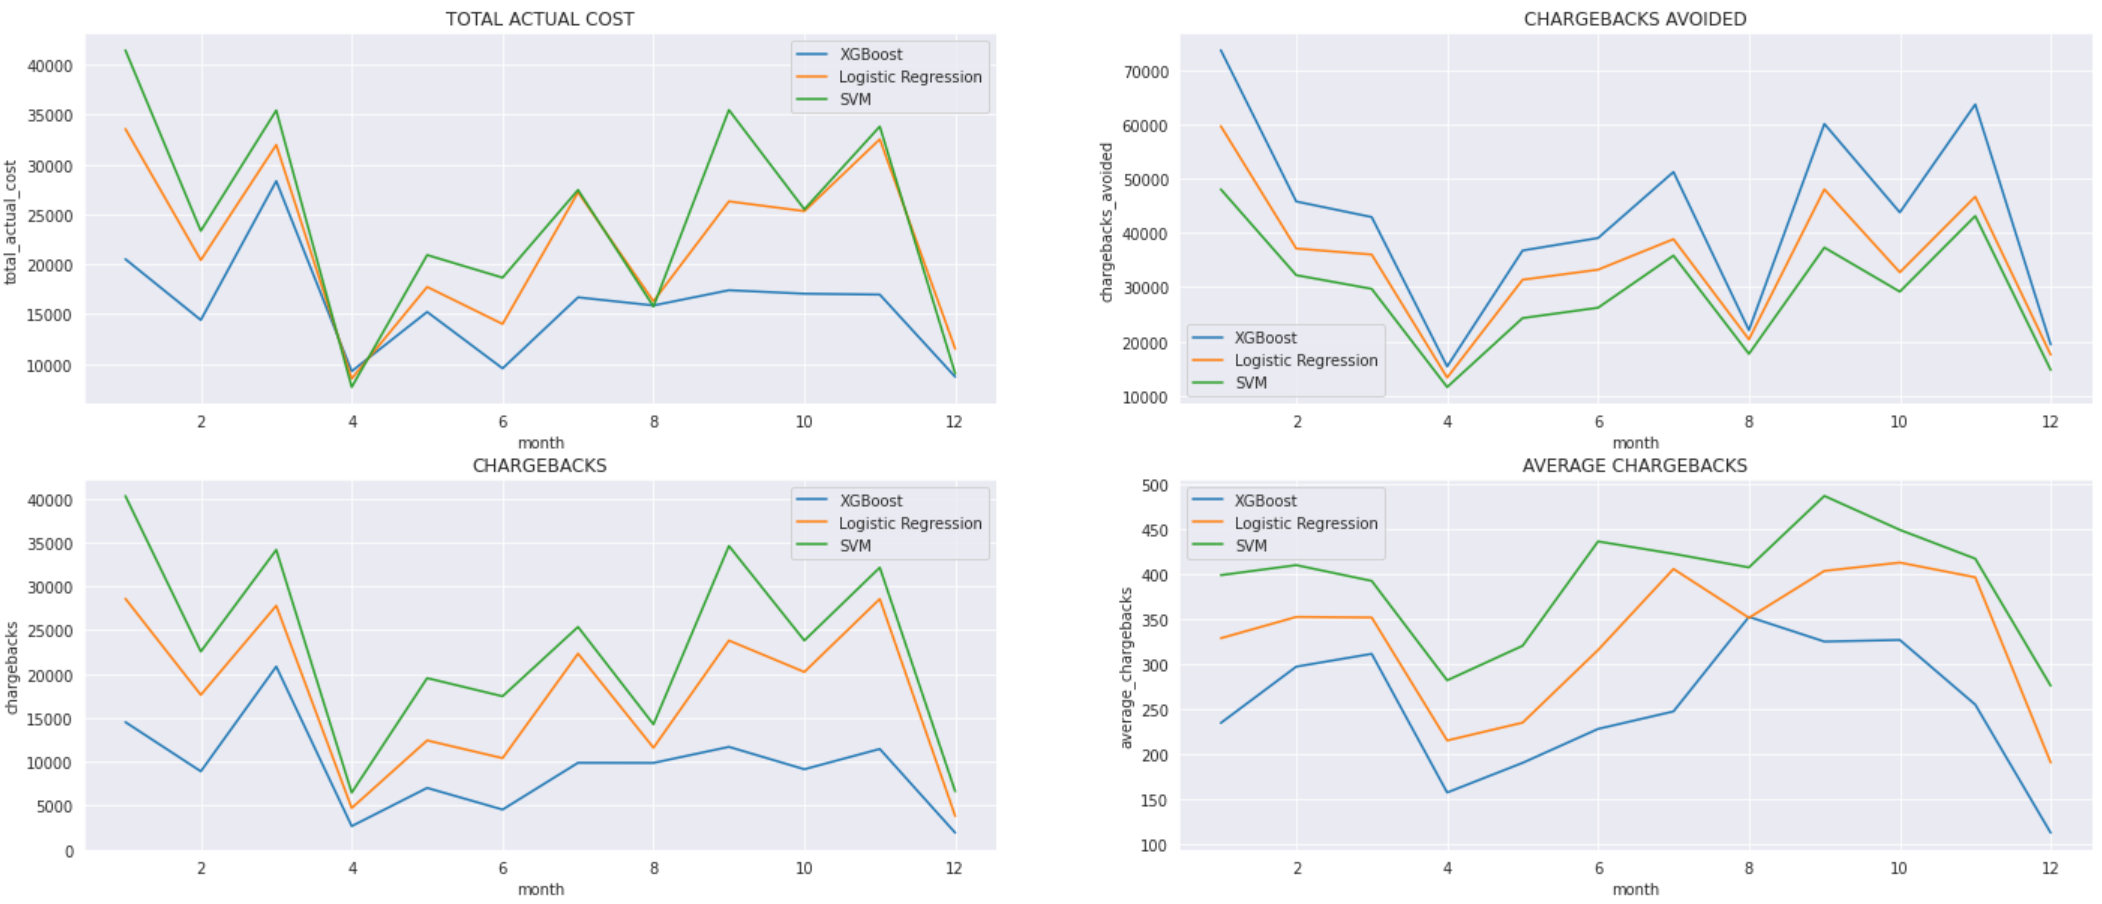 TOTAL ACTUAL COST
total_actual_cost
40000
35000
30000
25000
20000
15000
10000
XGBoost
Logistic Regression
SVM
2 4 6 8 10 12
month
CHARGEBACKS AVOIDED
chargebacks_avoided
70000
60000
50000
40000
30000
20000
10000
XGBoost
Logistic Regression
SVM
2 4 6 8 10 12
month
CHARGEBACKS
chargebacks
40000
35000
30000
25000
20000
15000
10000
5000
0
XGBoost
Logistic Regression
SVM
2 4 6 8 10 12
month
AVERAGE CHARGEBACKS
average_chargebacks
500
450
400
350
300
250
200
150
100
XGBoost
Logistic Regression
SVM
2 4 6 8 10 12
month